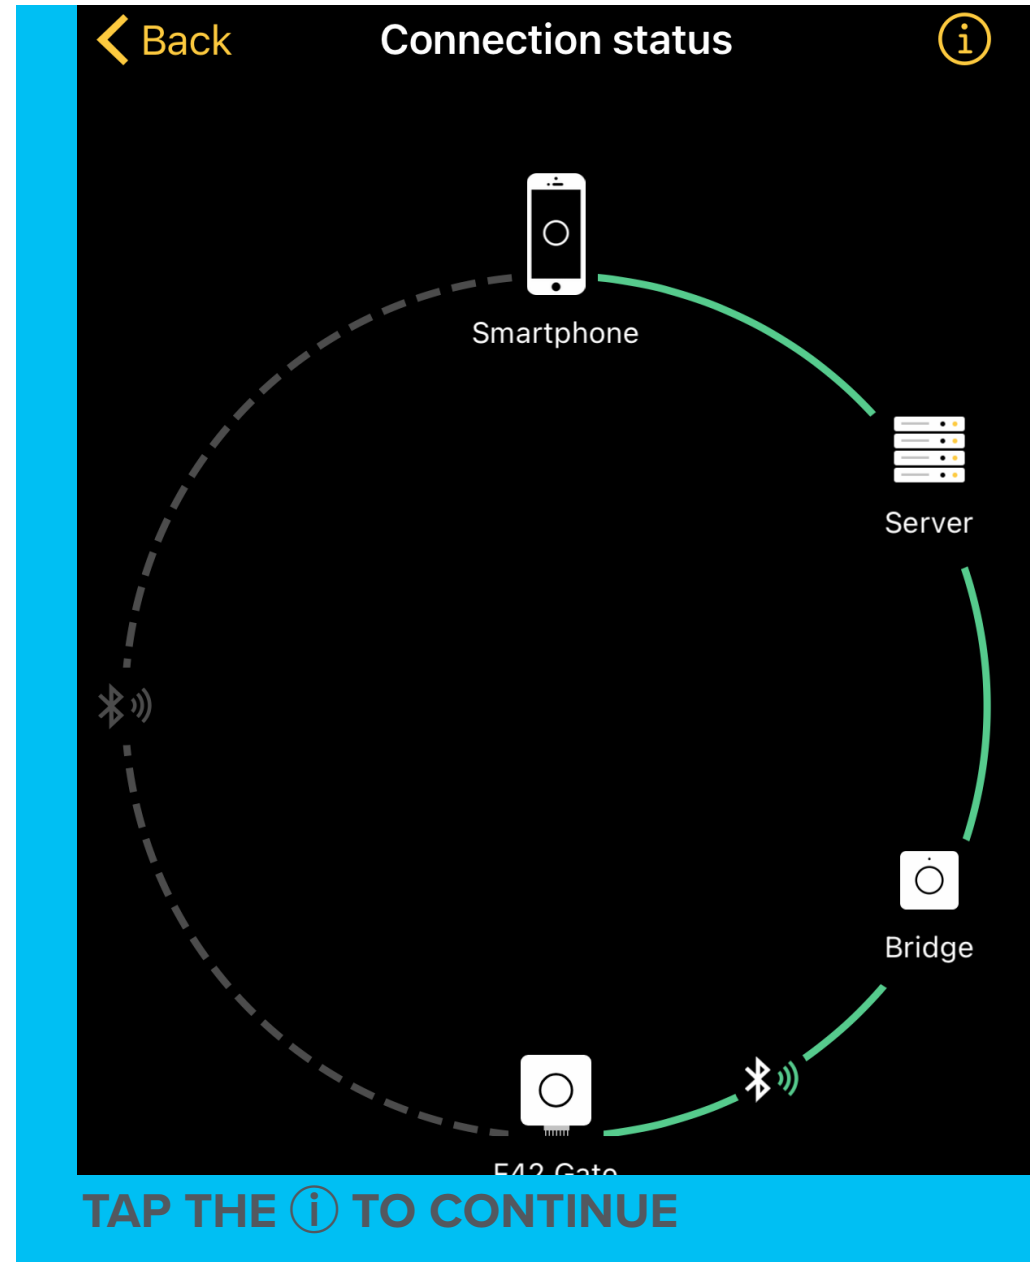 Back Connection status i
Smartphone
Server
Bridge
TAP THE i TO CONTINUE